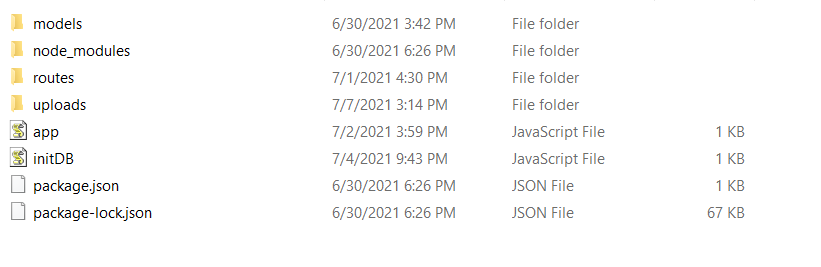 models 6/30/2021 3:42 PM File folder
node_modules 6/30/2021 6:26 PM File folder
routes 7/1/2021 4:30 PM File folder
uploads 7/7/2021 3:14 PM File folder
app 7/2/2021 3:59 PM JavaScript File 1 KB
initDB 7/4/2021 9:43 PM JavaScript File 1 KB
package.json 6/30/2021 6:26 PM JSON File 1 KB
package-lock.json 6/30/2021 6:26 PM JSON File 67 KB